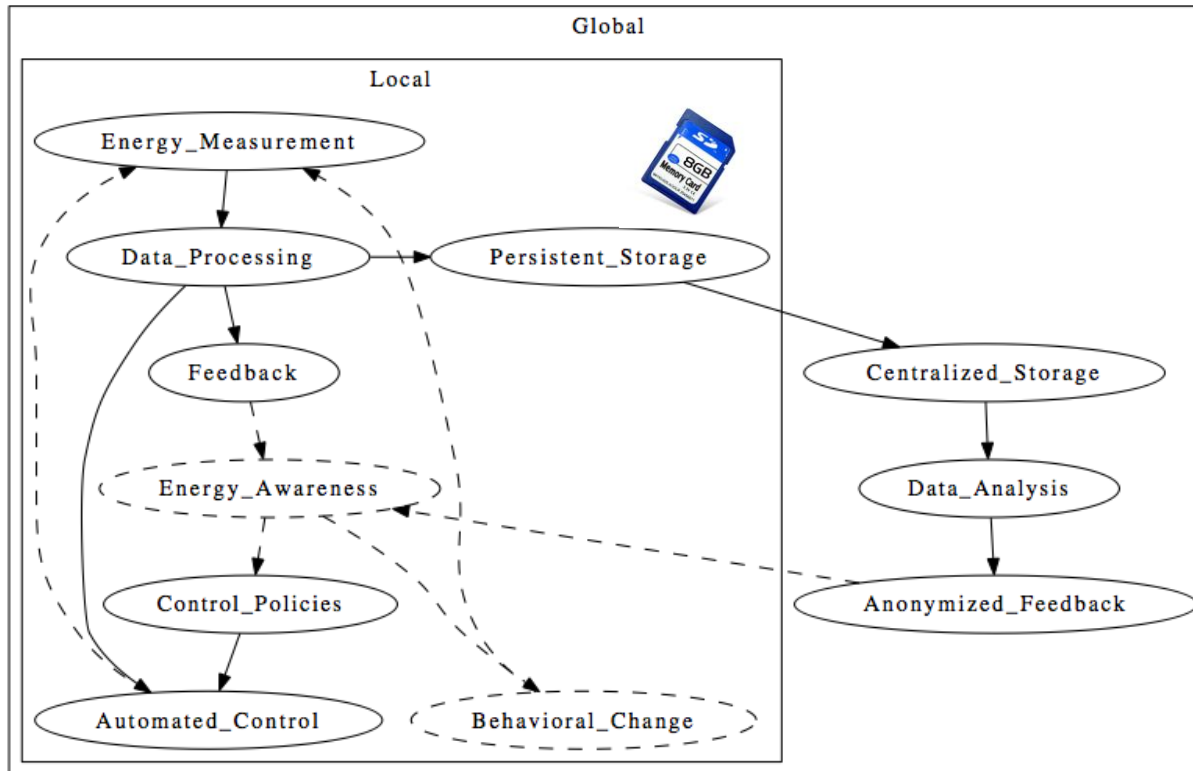 Global
Local
Energy_Measurement
8GB
Memory Card
Data_Processing
Persistent_Storage
Feedback
Centralized_Storage
Energy_Awareness
Data_Analysis
Control_Policies
Anonymized_Feedback
Automated_Control
Behavioral_Change